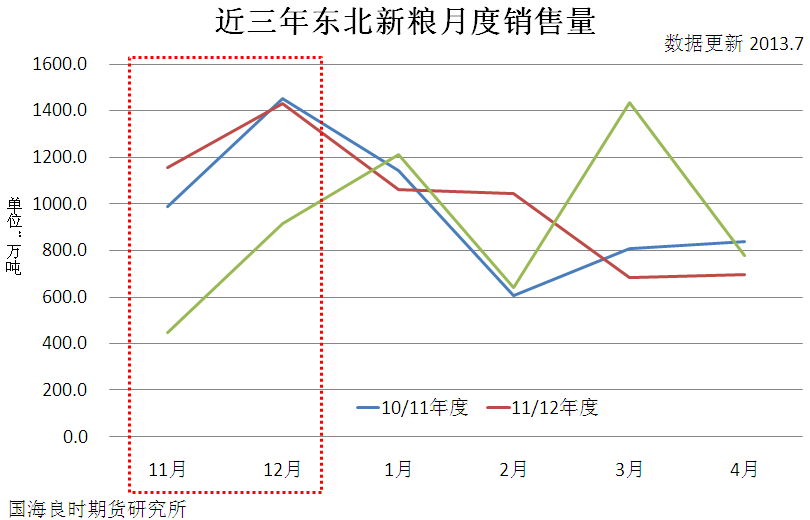 近三年东北新粮月度销售量
数据更新 2013.7
单位：万吨
1600.0
1400.0
1200.0
1000.0
800.0
600.0
400.0
200.0
0.0
10/11年度
11/12年度
11月
12月
1月
2月
3月
4月
国海良时期货研究所